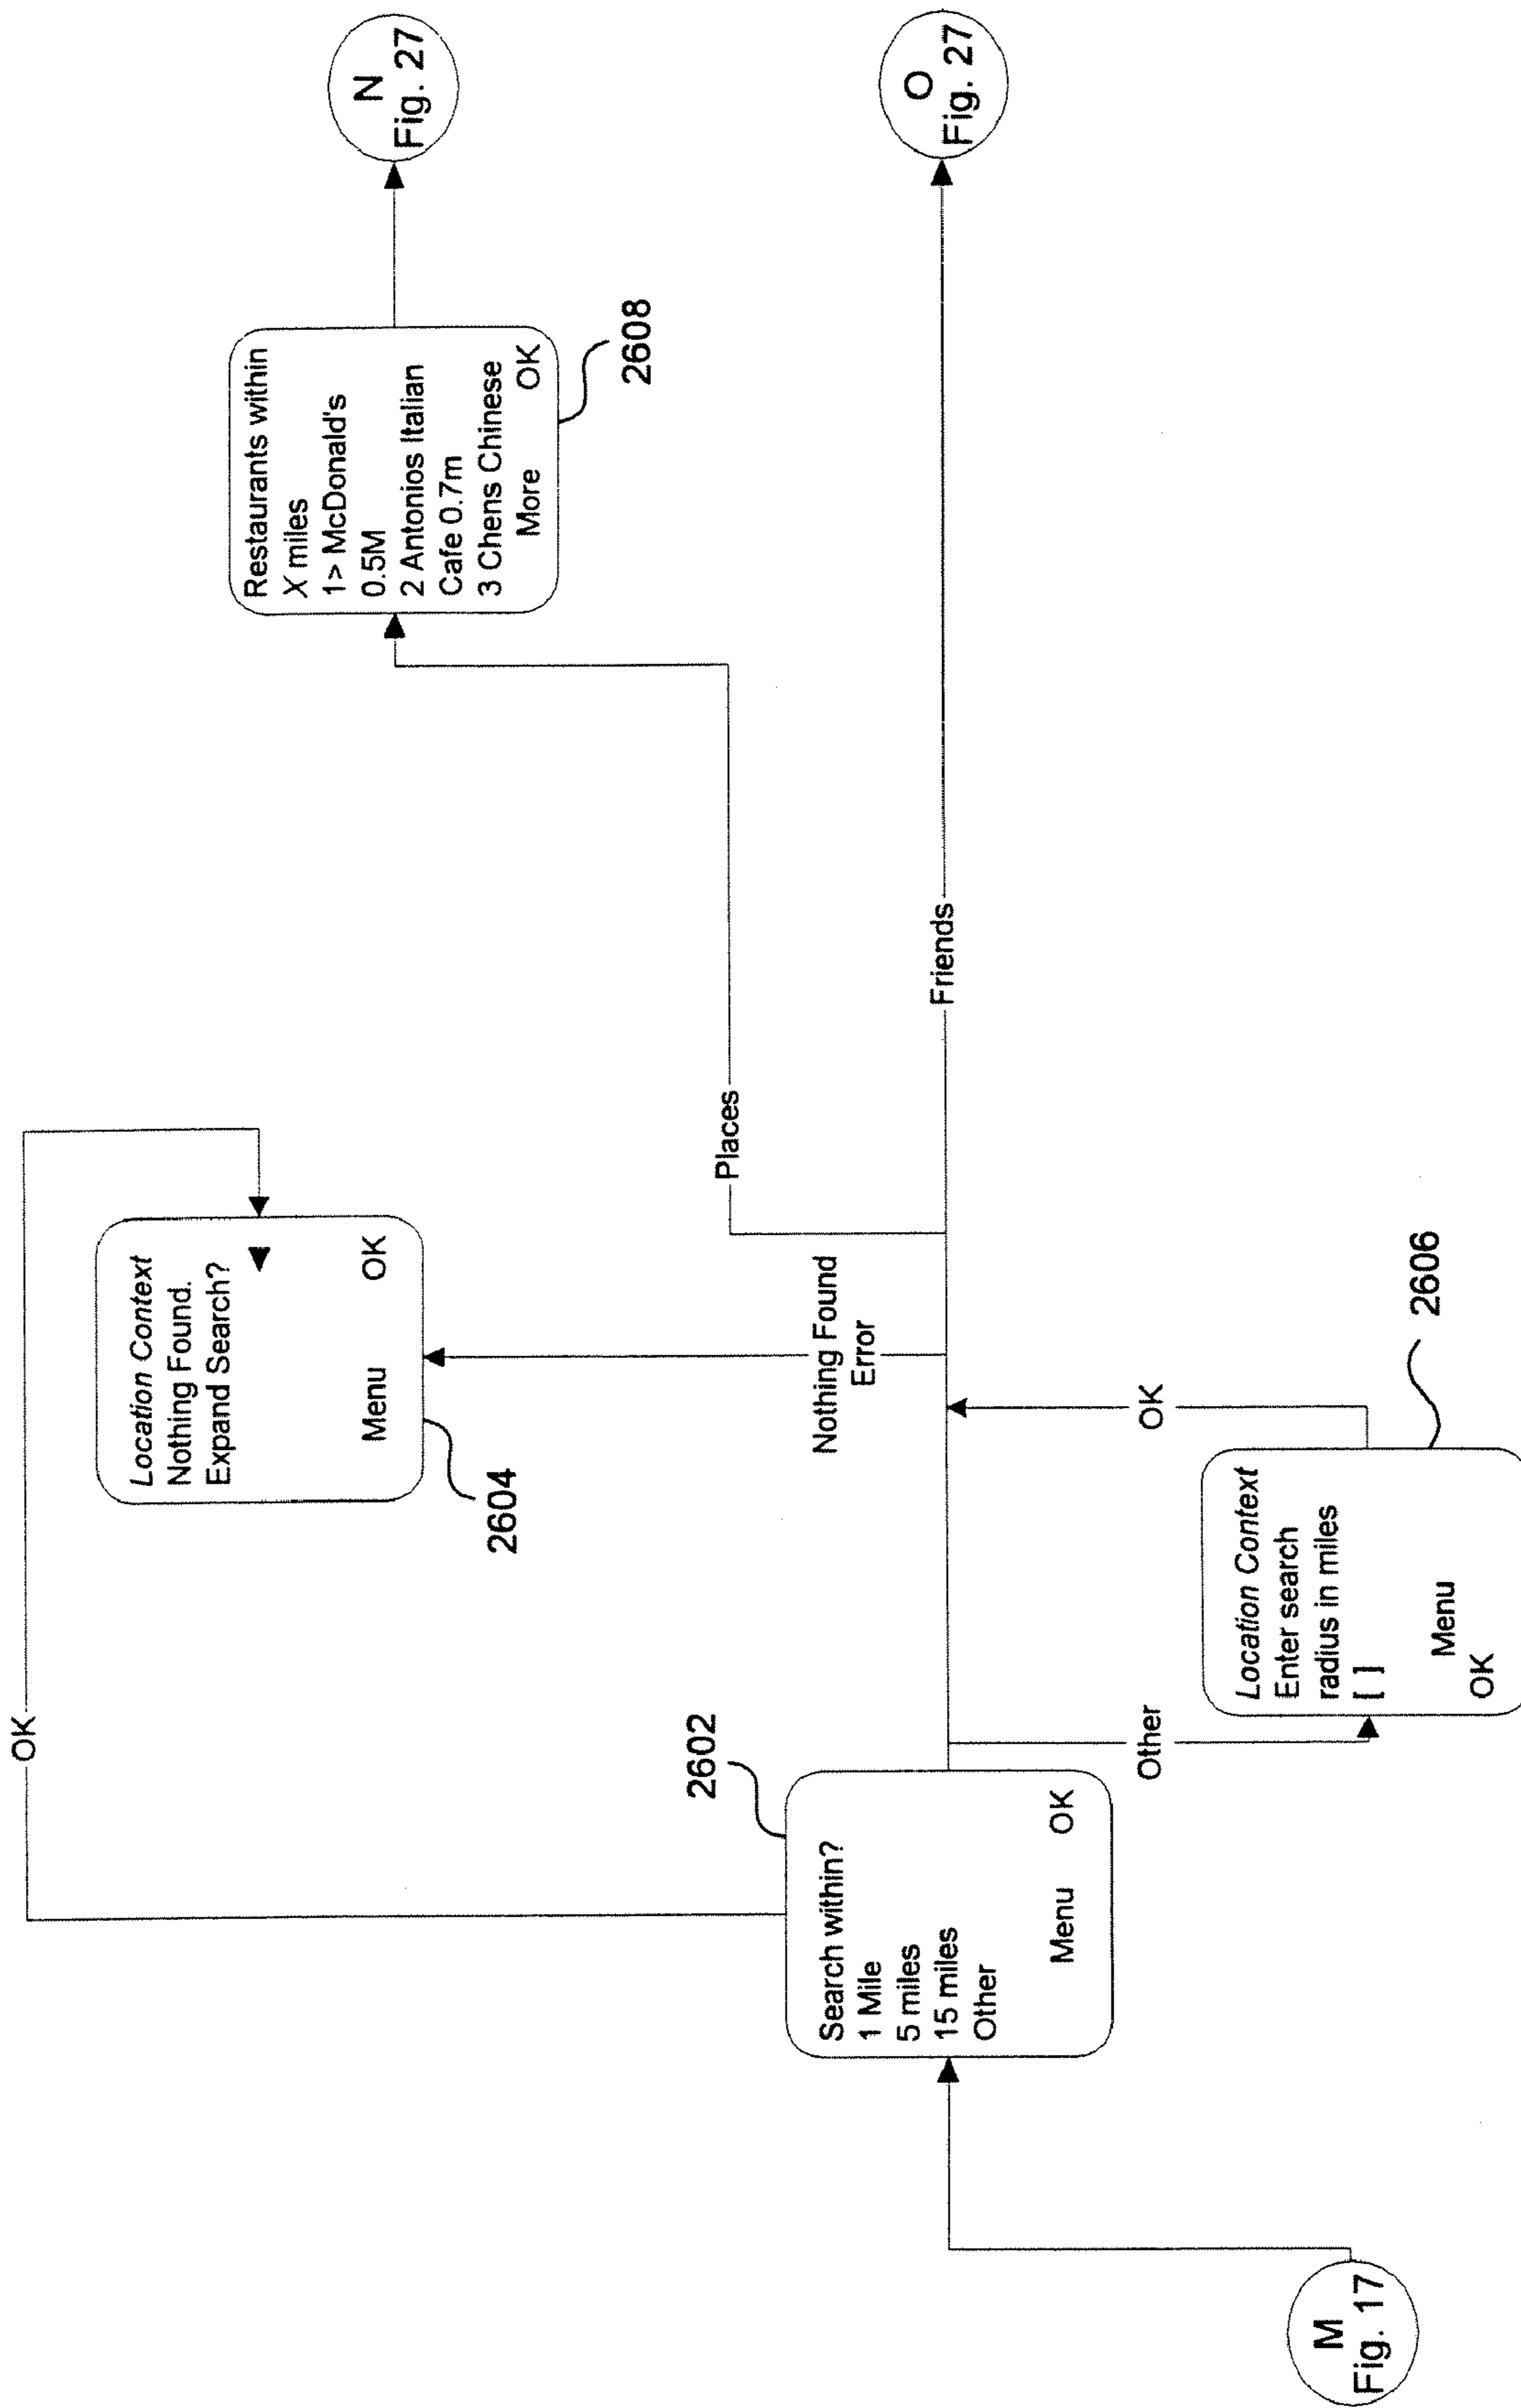 OK
Location Context
Nothing Found.
Expand Search?
Menu OK
2604
Restaurants within
X miles
1> McDonald's
0.5M
2 Antonios Italian
Cafe 0.7m
3 Chens Chinese
More OK
2608
N
Fig. 27
Places
Nothing Found
Error
2602
Search within?
1 Mile
5 miles
15 miles
Other
Menu OK
Friends
O
Fig. 27
Other
OK
Location Context
Enter search
radius in miles
[ ]
Menu
OK
2606
M
Fig. 17